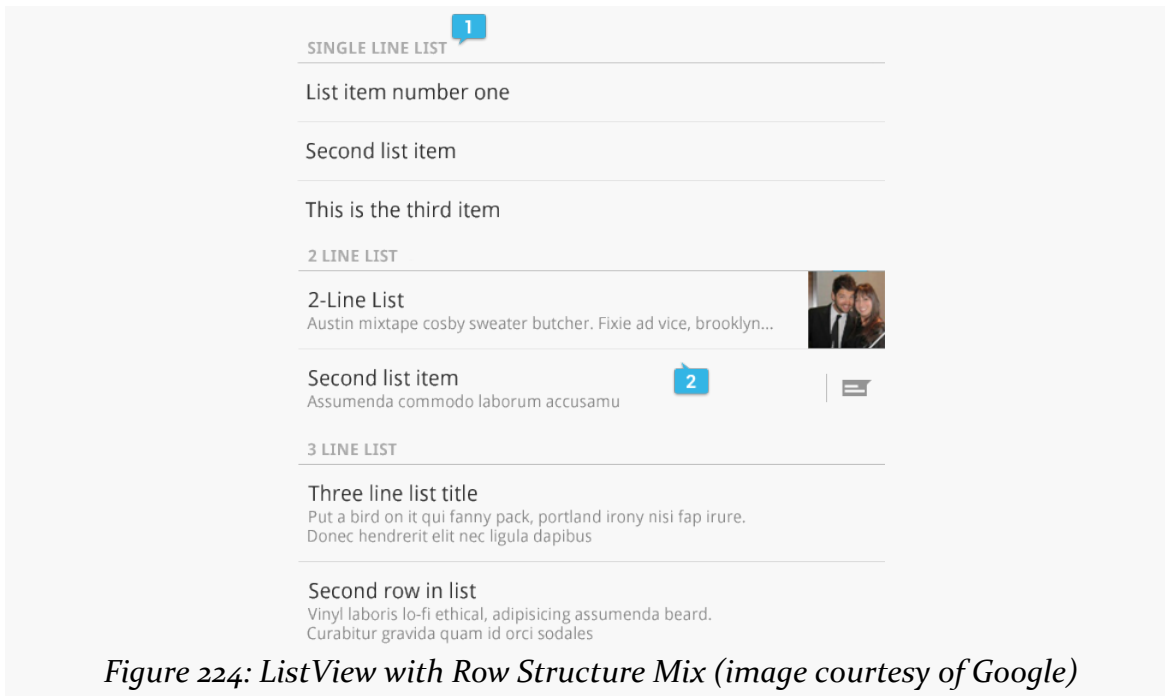 1
SINGLE LINE LIST
List item number one
Second list item
This is the third item
2 LINE LIST
2-Line List
Austin mixtape cosby sweater butcher. Fixie ad vice, brooklyn...
Second list item
2
Assumenda commodo laborum accusamu
3 LINE LIST
Three line list title
Put a bird on it qui fanny pack, portland irony nisi fap irure.
Donec hendrerit elit nec ligula dapibus
Second row in list
Vinyl laboris lo-fi ethical, adipisicing assumenda beard.
Curabitur gravida quam id orci sodales
Figure 224: ListView with Row Structure Mix (image courtesy of Google)